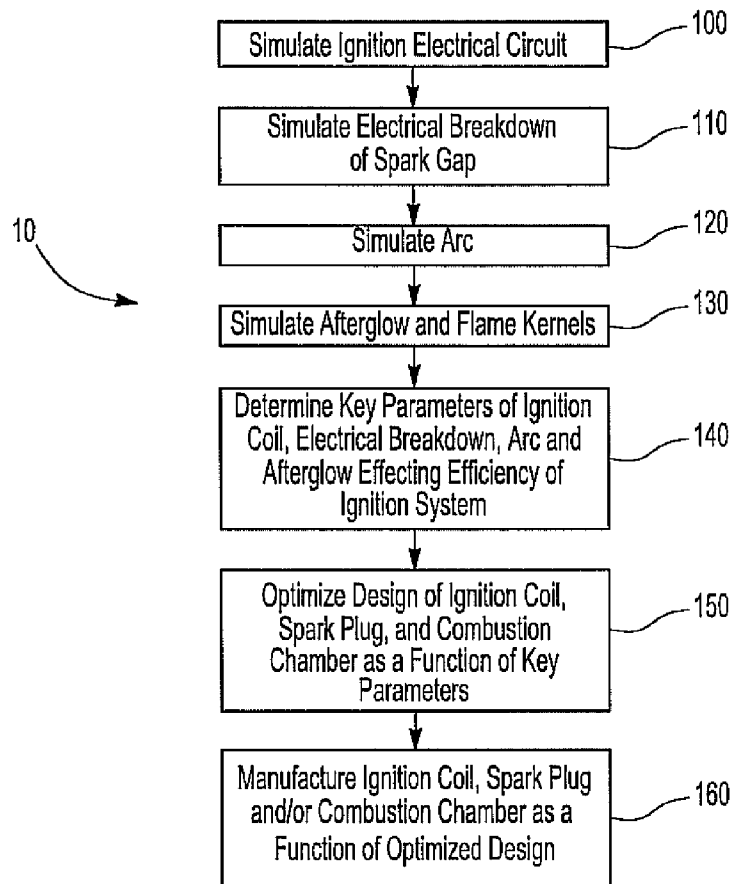 Simulate Ignition Electrical Circuit
100
Simulate Electrical Breakdown
of Spark Gap
110
10
Simulate Arc
120
Simulate Afterglow and Flame Kernels
130
Determine Key Parameters of Ignition
Coil, Electrical Breakdown, Arc and
Afterglow Effecting Efficiency of
Ignition System
140
Optimize Design of Ignition Coil,
Spark Plug, and Combustion
Chamber as a Function of Key
Parameters
150
Manufacture Ignition Coil, Spark Plug
and/or Combustion Chamber as a
Function of Optimized Design
160